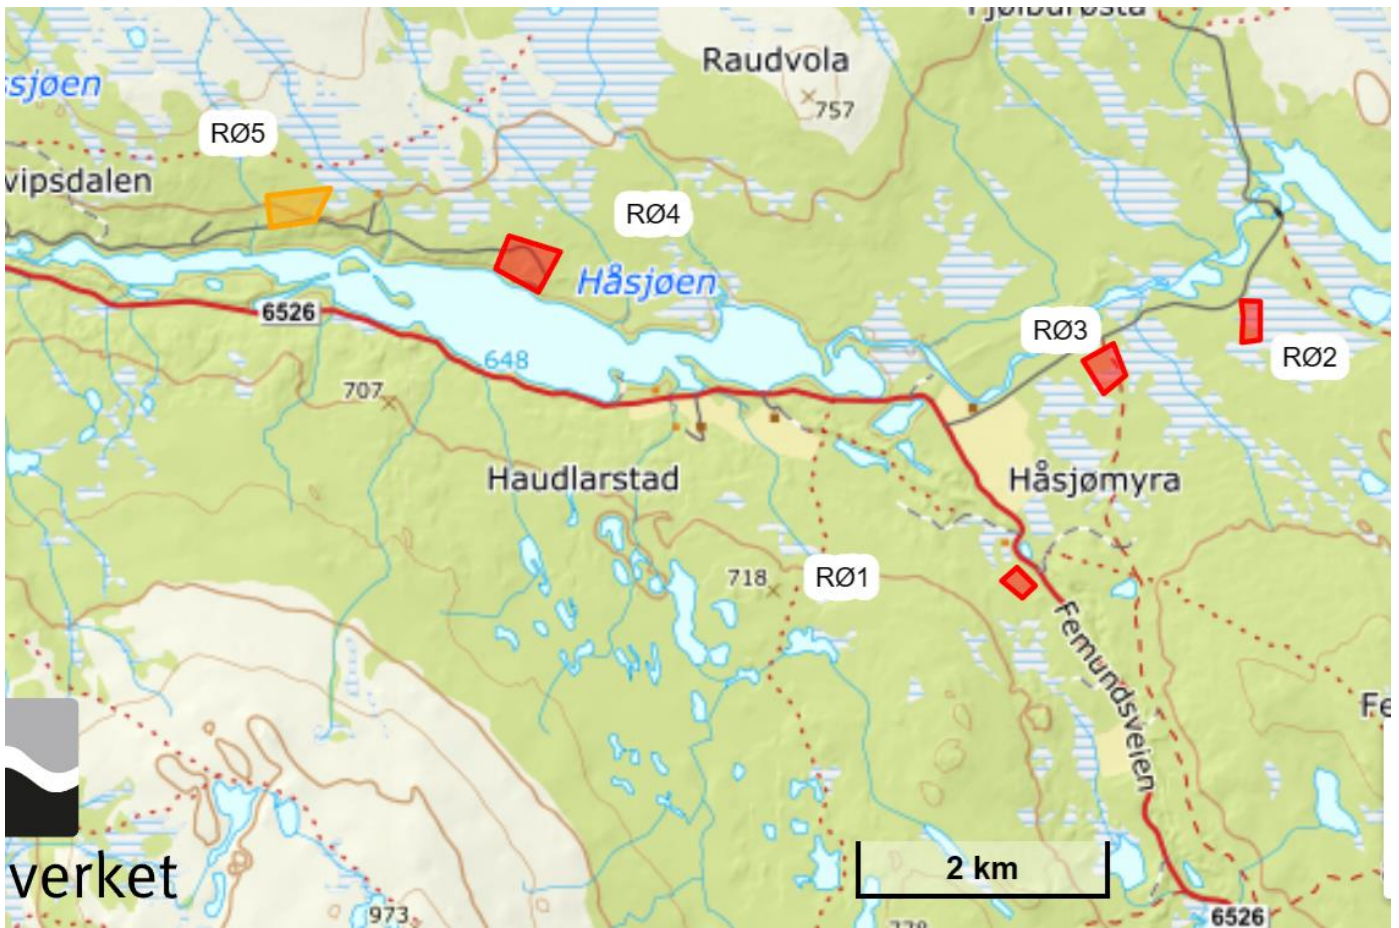 Raudvola
757
sjøen
RØ5
vipsdalen
RØ4
Håsjøen
6526
RØ3
648
RØ2
707
Haudlarstad
Håsjømyra
718
RØ1
Femundsveien
Fe
2 km
verket
973
6526